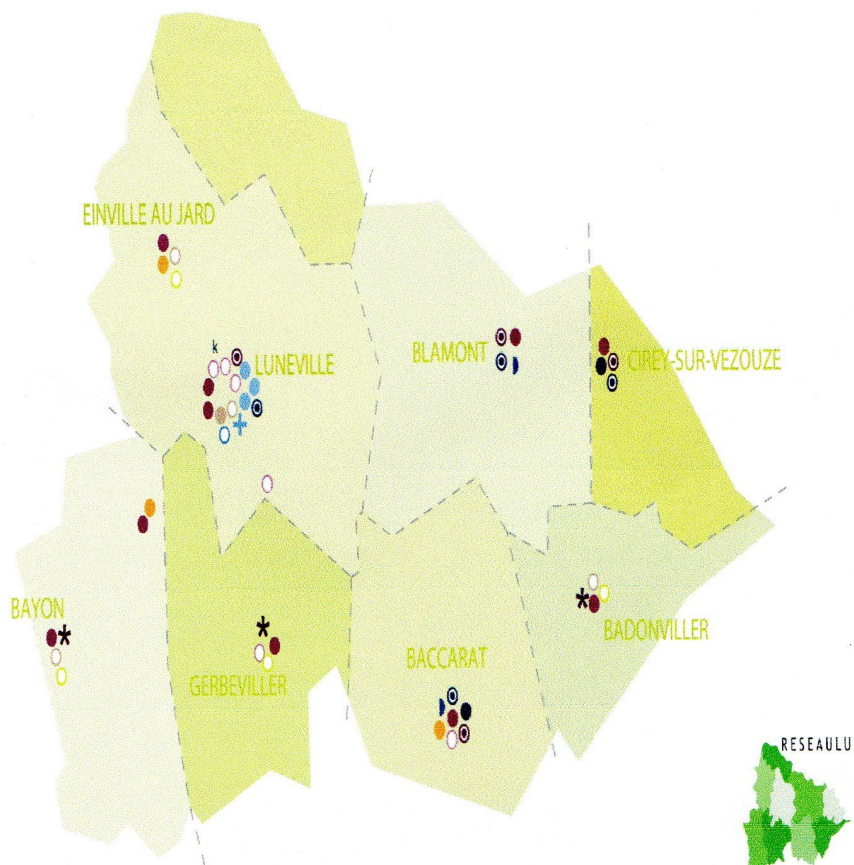 EINVILLE AU JARD
k
LUNEVILLE
BLAMONT
CIREY-SUR-VEZOUZE
BAYON
GERBEVILLER
BACCARAT
BADONVILLER
RESEAULU